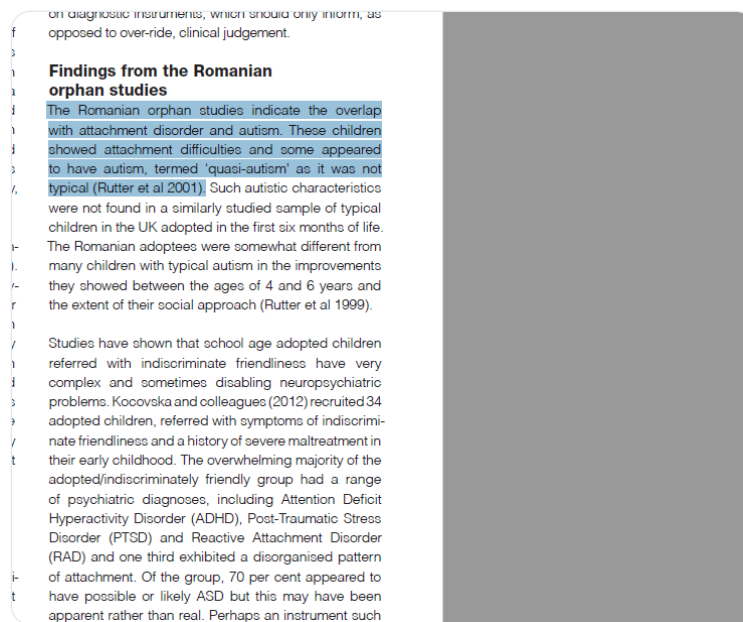 on diagnostic instruments, which should only inform, as
opposed to over-ride, clinical judgement.
Findings from the Romanian
orphan studies
The Romanian orphan studies indicate the overlap
with attachment disorder and autism. These children
showed attachment difficulties and some appeared
to have autism, termed ‘quasi-autism’ as it was not
typical (Rutter et al 2001). Such autistic characteristics
were not found in a similarly studied sample of typical
children in the UK adopted in the first six months of life.
The Romanian adoptees were somewhat different from
many children with typical autism in the improvements
they showed between the ages of 4 and 6 years and
the extent of their social approach (Rutter et al 1999).
Studies have shown that school age adopted children
referred with indiscriminate friendliness have very
complex and sometimes disabling neuropsychiatric
problems. Kocovska and colleagues (2012) recruited 34
adopted children, referred with symptoms of indiscrimi-
nate friendliness and a history of severe maltreatment in
their early childhood. The overwhelming majority of the
adopted/indiscriminately friendly group had a range
of psychiatric diagnoses, including Attention Deficit
Hyperactivity Disorder (ADHD), Post-Traumatic Stress
Disorder (PTSD) and Reactive Attachment Disorder
(RAD) and one third exhibited a disorganised pattern
of attachment. Of the group, 70 per cent appeared to
have possible or likely ASD but this may have been
apparent rather than real. Perhaps an instrument such